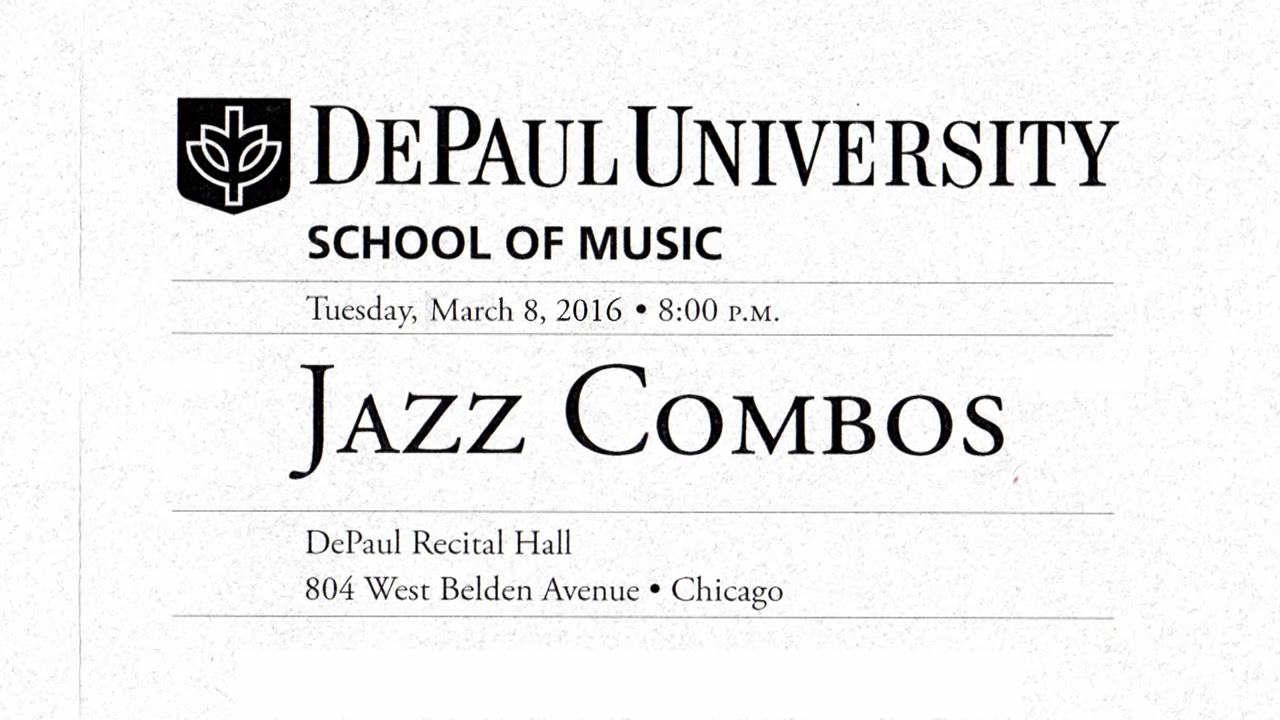 DEPAUL UNIVERSITY
SCHOOL OF MUSIC
Tuesday, March 8, 2016 • 8:00 P.M.
JAZZ COMBOS
DePaul Recital Hall
804 West Belden Avenue • Chicago